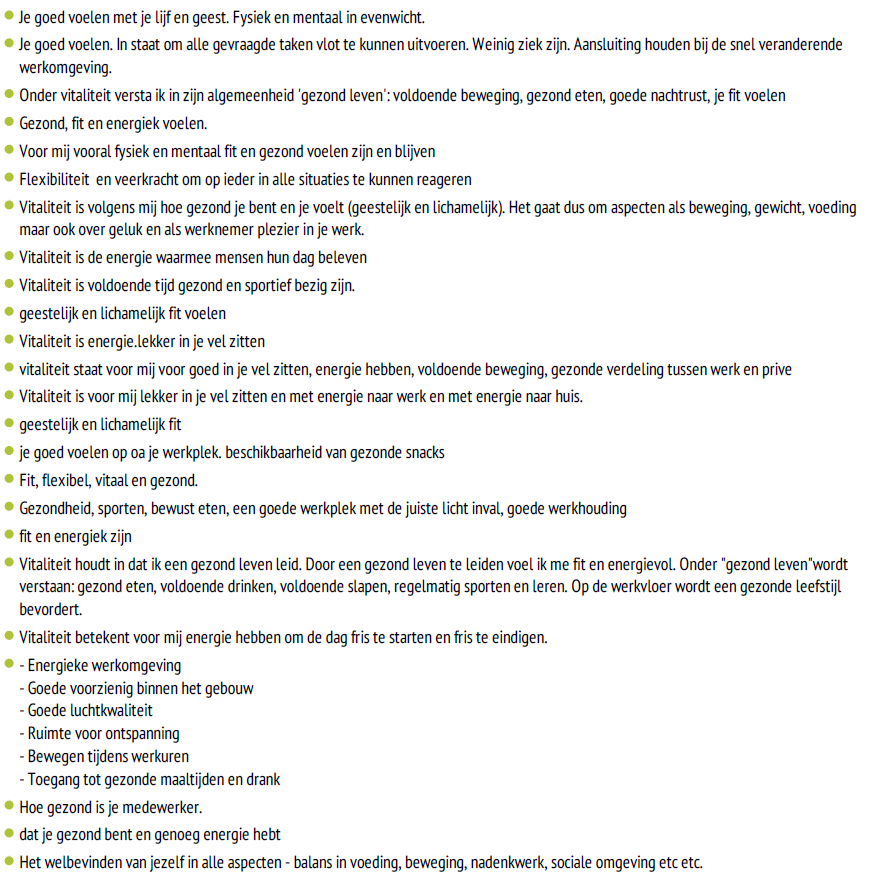 Je goed voelen met je lijf en geest. Fysiek en mentaal in evenwicht.
Je goed voelen. In staat om alle gevraagde taken vlot te kunnen uitvoeren. Weinig ziek zijn. Aansluiting houden bij de snel veranderende
werkomgeving.
Onder vitaliteit versta ik in zijn algemeenheid 'gezond leven': voldoende beweging, gezond eten, goede nachtrust, je fit voelen
Gezond, fit en energiek voelen.
Voor mij vooral fysiek en mentaal fit en gezond voelen zijn en blijven
Flexibiliteit en veerkracht om op ieder in alle situaties te kunnen reageren
Vitaliteit is volgens mij hoe gezond je bent en je voelt (geestelijk en lichamelijk). Het gaat dus om aspecten als beweging, gewicht, voeding
maar ook over geluk en als werknemer plezier in je werk.
Vitaliteit is de energie waarmee mensen hun dag beleven
Vitaliteit is voldoende tijd gezond en sportief bezig zijn.
geestelijk en lichamelijk fit voelen
Vitaliteit is energie.lekker in je vel zitten
vitaliteit staat voor mij voor goed in je vel zitten, energie hebben, voldoende beweging, gezonde verdeling tussen werk en prive
Vitaliteit is voor mij lekker in je vel zitten en met energie naar werk en met energie naar huis.
geestelijk en lichamelijk fit
je goed voelen op oa je werkplek. beschikbaarheid van gezonde snacks
Fit, flexibel, vitaal en gezond.
Gezondheid, sporten, bewust eten, een goede werkplek met de juiste licht inval, goede werkhouding
fit en energiek zijn
Vitaliteit houdt in dat ik een gezond leven leid. Door een gezond leven te leiden voel ik me fit en energievol. Onder "gezond leven"wordt
verstaan: gezond eten, voldoende drinken, voldoende slapen, regelmatig sporten en leren. Op de werkvloer wordt een gezonde leefstijl
bevordert.
Vitaliteit betekent voor mij energie hebben om de dag fris te starten en fris te eindigen.
- Energieke werkomgeving
- Goede voorzienig binnen het gebouw
- Goede luchtkwaliteit
- Ruimte voor ontspanning
- Bewegen tijdens werkuren
- Toegang tot gezonde maaltijden en drank
Hoe gezond is je medewerker.
dat je gezond bent en genoeg energie hebt
Het welbevinden van jezelf in alle aspecten - balans in voeding, beweging, nadenkwerk, sociale omgeving etc etc.